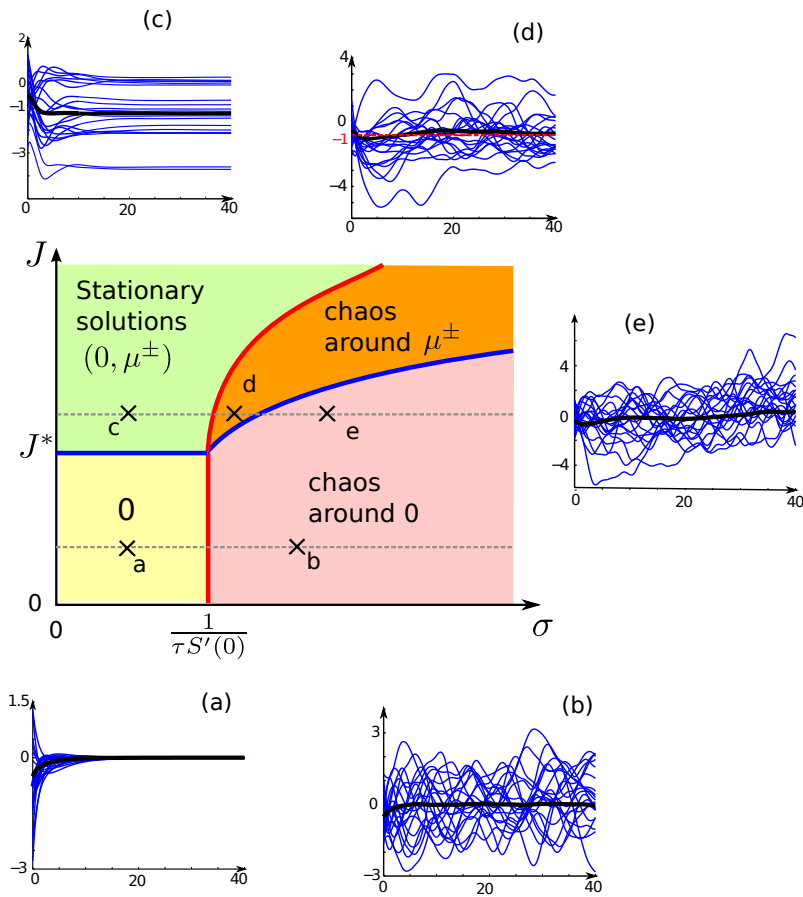 (c)
2
0
−1
−3
0
20
40
(d)
4
0
−1
−4
0
20
40
J
Stationary
solutions
(0, μ±)
chaos
around μ±
d
c
e
J*
0
a
chaos
around 0
b
0
0
1/(τS′(0))
σ
(e)
4
0
−4
0
20
40
(a)
1.5
0
−3
0
20
40
(b)
3
0
−3
0
20
40